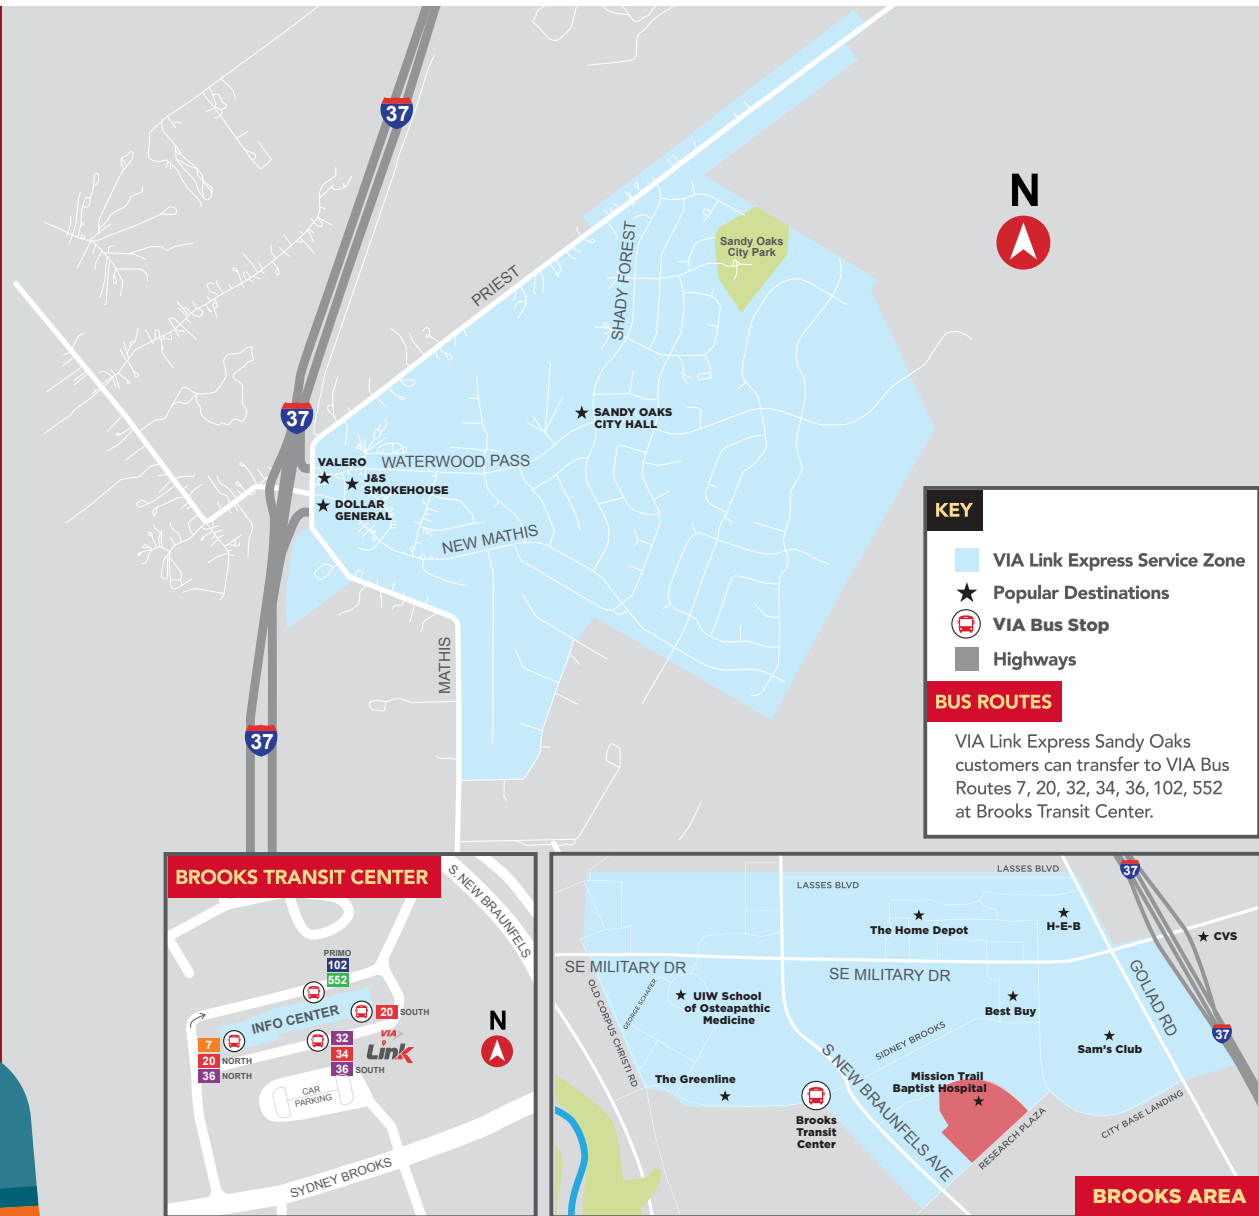 37
N
Sandy Oaks
City Park
PRIEST
SHADY FOREST
37
SANDY OAKS
CITY HALL
VALERO
WATERWOOD PASS
J&S
SMOKEHOUSE
DOLLAR
GENERAL
NEW MATHIS
MATHIS
37
KEY
VIA Link Express Service Zone
Popular Destinations
VIA Bus Stop
Highways
BUS ROUTES
VIA Link Express Sandy Oaks
customers can transfer to VIA Bus
Routes 7, 20, 32, 34, 36, 102, 552
at Brooks Transit Center.
BROOKS TRANSIT CENTER
S. NEW BRAUNFELS
PRIMO
102
552
INFO CENTER
20 SOUTH
7
20 NORTH
36 NORTH
32
34
36 SOUTH
VIA
Link
N
CAR
PARKING
SYDNEY BROOKS
LASSES BLVD
LASSES BLVD
37
The Home Depot
H-E-B
CVS
SE MILITARY DR
SE MILITARY DR
GOLIAD RD
OLD CORPUS CHRISTI RD
GEORGE SCHAFER
UIW School
of Osteapathic
Medicine
Best Buy
37
SIDNEY BROOKS
Sam's Club
S. NEW BRAUNFELS AVE
The Greenline
Mission Trail
Baptist Hospital
Brooks
Transit
Center
RESEARCH PLAZA
CITY BASE LANDING
BROOKS AREA